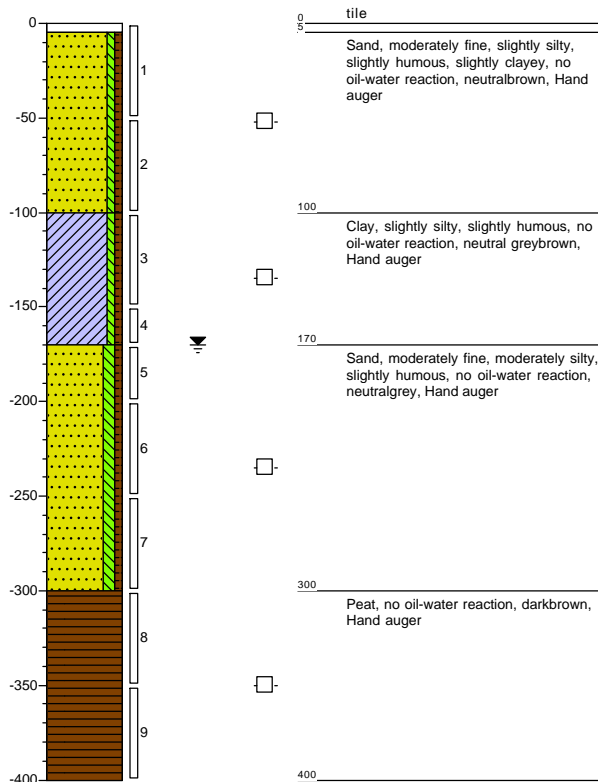 0
-50
-100
-150
-200
-250
-300
-350
-400
1
2
3
4
5
6
7
8
9
0
tile
5
Sand, moderately fine, slightly silty,
slightly humous, slightly clayey, no
oil-water reaction, neutralbrown, Hand
auger
100
Clay, slightly silty, slightly humous, no
oil-water reaction, neutral greybrown,
Hand auger
170
Sand, moderately fine, moderately silty,
slightly humous, no oil-water reaction,
neutralgrey, Hand auger
300
Peat, no oil-water reaction, darkbrown,
Hand auger
400